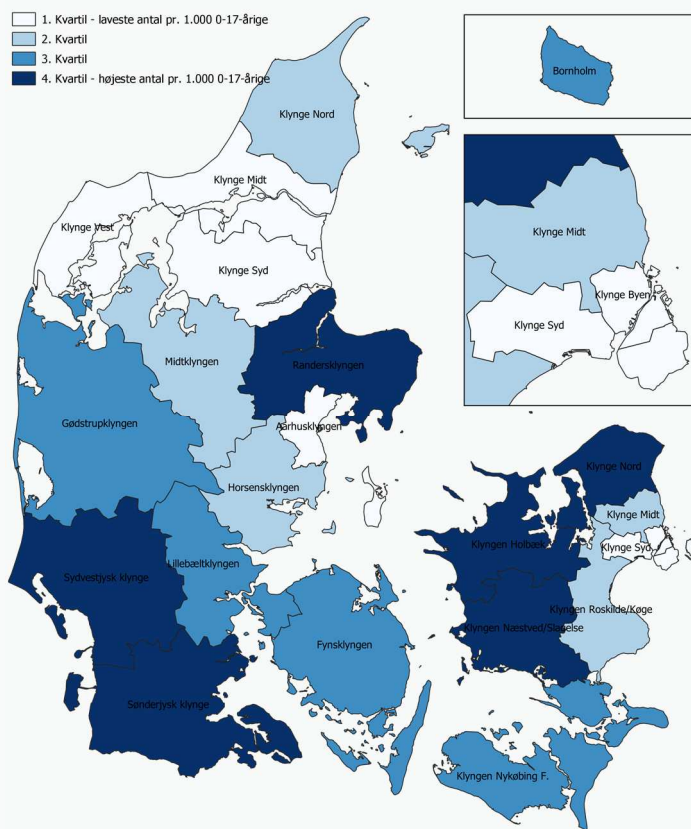 1. Kvartil - laveste antal pr. 1.000 0-17-årige
2. Kvartil
3. Kvartil
4. Kvartil - højeste antal pr. 1.000 0-17-årige
Bornholm
Klynge Nord
Klynge Midt
Klynge Vest
Klynge Syd
Klynge Midt
Klynge Byen
Klynge Syd
Midtklyngen
Randersklyngen
Gødstrupklyngen
Aarhusklyngen
Horsensklyngen
Klynge Nord
Klynge Midt
Klyngen Holbæk
Klynge Syd
Lillebæltklyngen
Sydvestjysk klynge
Klyngen Roskilde/Køge
Klyngen Næstved/Slagelse
Fynsklyngen
Sønderjysk klynge
Klyngen Nykøbing F.